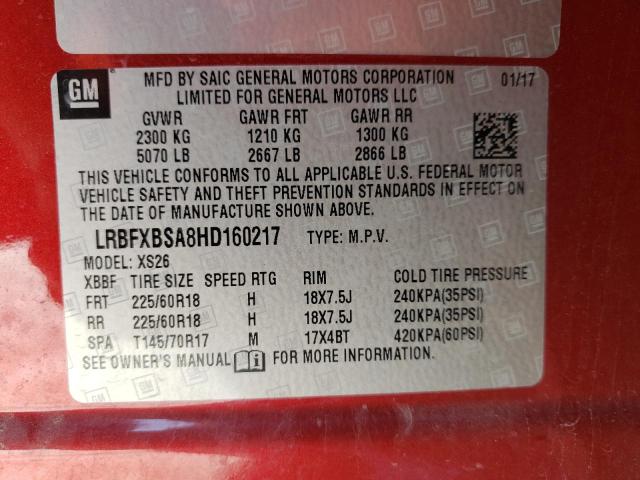 GM
MFD BY SAIC GENERAL MOTORS CORPORATION 01/17
LIMITED FOR GENERAL MOTORS LLC
GVWR GAWR FRT GAWR RR
2300 KG 1210 KG 1300 KG
5070 LB 2667 LB 2866 LB
THIS VEHICLE CONFORMS TO ALL APPLICABLE U.S. FEDERAL MOTOR
VEHICLE SAFETY AND THEFT PREVENTION STANDARDS IN EFFECT ON
THE DATE OF MANUFACTURE SHOWN ABOVE.
LRBFXBSA8HD160217 TYPE: M.P.V.
MODEL: XS26
XBBF TIRE SIZE SPEED RTG RIM COLD TIRE PRESSURE
FRT 225/60R18 H 18X7.5J 240KPA(35PSI)
RR 225/60R18 H 18X7.5J 240KPA(35PSI)
SPA T145/70R17 M 17X4BT 420KPA(60PSI)
SEE OWNER'S MANUAL FOR MORE INFORMATION.